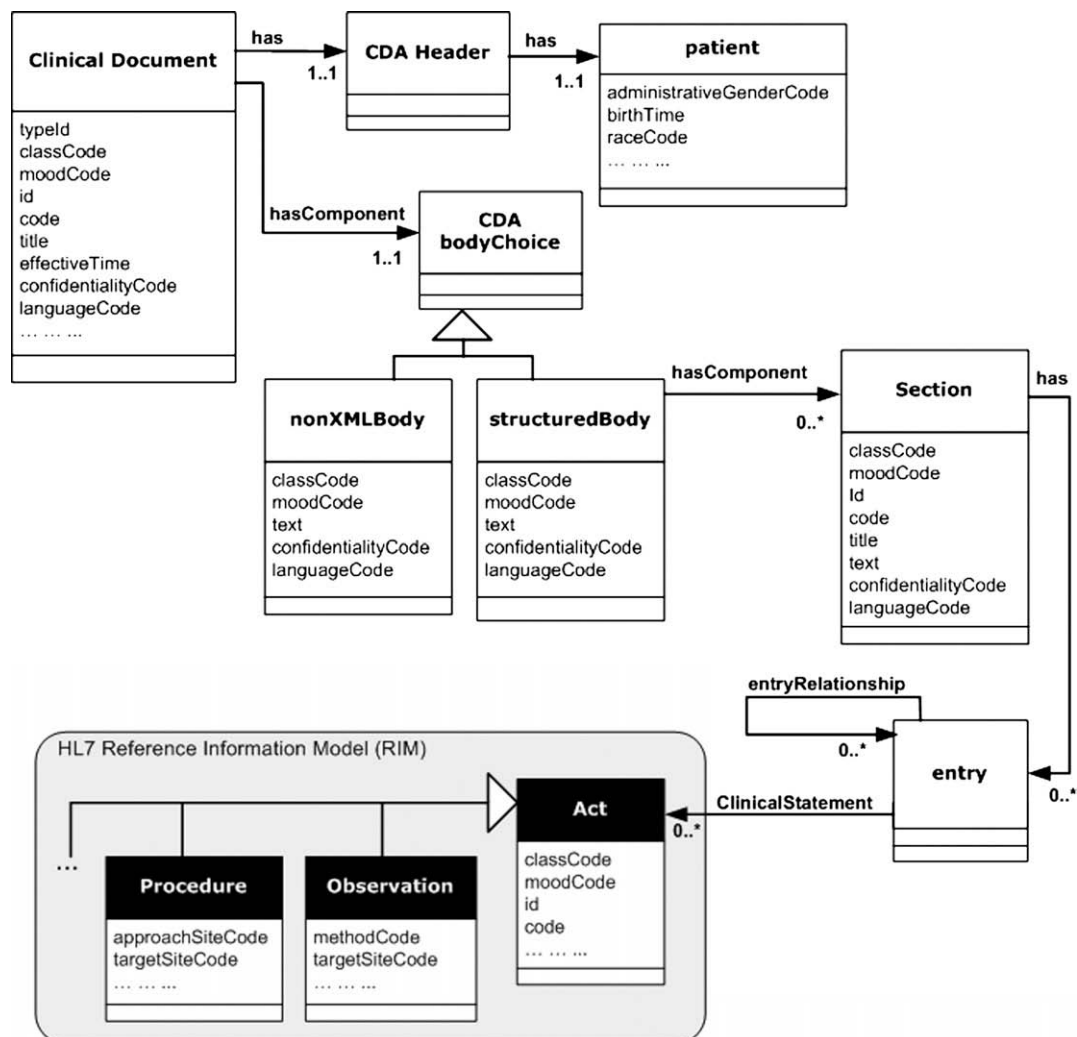 Clinical Document
typeId
classCode
moodCode
id
code
title
effectiveTime
confidentialityCode
languageCode
... ... ...
has
1..1
CDA Header
has
1..1
patient
administrativeGenderCode
birthTime
raceCode
... ... ...
hasComponent
1..1
CDA
bodyChoice
nonXMLBody
classCode
moodCode
text
confidentialityCode
languageCode
structuredBody
classCode
moodCode
text
confidentialityCode
languageCode
hasComponent
0..*
Section
classCode
moodCode
Id
code
title
text
confidentialityCode
languageCode
has
0..*
entryRelationship
0..*
entry
ClinicalStatement
0..*
HL7 Reference Information Model (RIM)
...
Procedure
approachSiteCode
targetSiteCode
... ... ...
Observation
methodCode
targetSiteCode
... ... ...
Act
classCode
moodCode
id
code
... ... ...